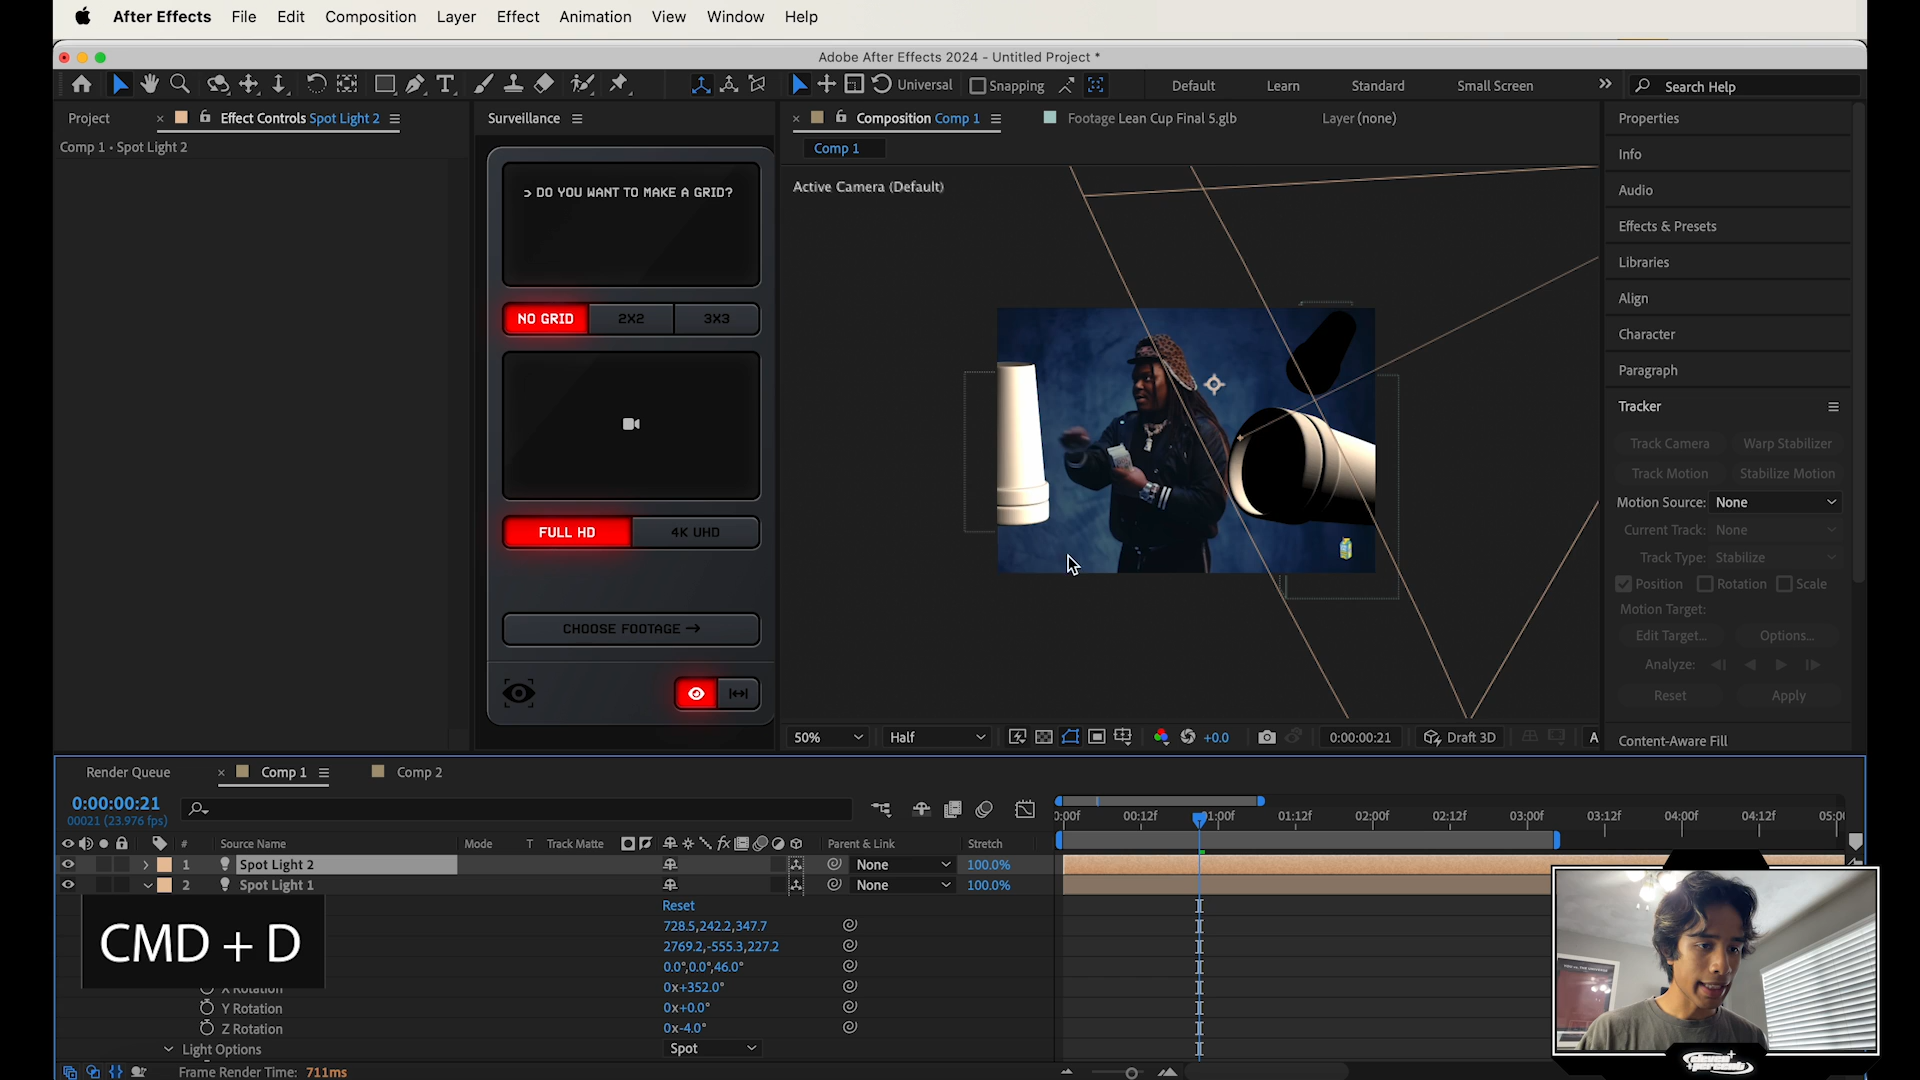 After Effects File Edit Composition Layer Effect Animation View Window Help
Adobe After Effects 2024 - Untitled Project *
Universal Snapping Default Learn Standard Small Screen Search Help
Project Effect Controls Spot Light 2 Surveillance Composition Comp 1 Footage Lean Cup Final 5.glb Layer (none)
Comp 1 • Spot Light 2
Comp 1
Active Camera (Default)
DO YOU WANT TO MAKE A GRID?
NO GRID 2X2 3X3
FULL HD 4K UHD
CHOOSE FOOTAGE →
50% Half +0.0 0:00:00:21 Draft 3D A
Properties
Info
Audio
Effects & Presets
Libraries
Align
Character
Paragraph
Tracker
Track Camera Warp Stabilizer
Track Motion Stabilize Motion
Motion Source: None
Current Track: None
Track Type: Stabilize
Position Rotation Scale
Motion Target:
Edit Target... Options...
Analyze:
Reset Apply
Content-Aware Fill
Render Queue Comp 1 Comp 2
0:00:00:21
00021 (23.976 fps)
00:12f 01:00f 01:12f 02:00f 02:12f 03:00f 03:12f 04:00f 04:12f
# Source Name Mode T Track Matte fx Parent & Link Stretch
1 Spot Light 2 None 100.0%
2 Spot Light 1 None 100.0%
Reset
728.5,242.2,347.7
2769.2,-555.3,227.2
0.0°,0.0°,46.0°
X Rotation 0x+352.0°
Y Rotation 0x+0.0°
Z Rotation 0x-4.0°
Light Options Spot
Frame Render Time: 711ms
CMD + D